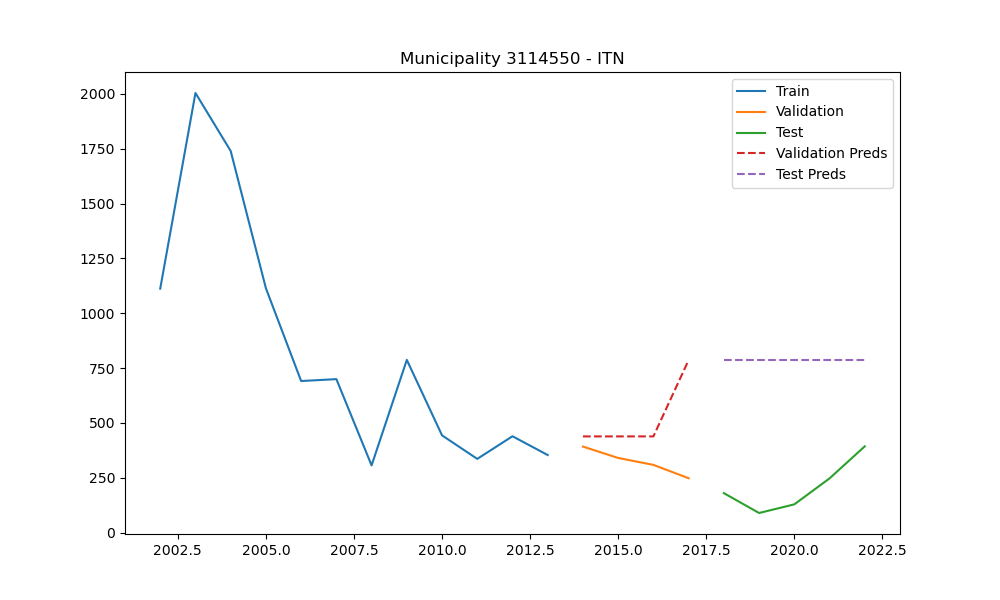 Municipality 3114550 - ITN
2000
1750
1500
1250
1000
750
500
250
0
2002.5 2005.0 2007.5 2010.0 2012.5 2015.0 2017.5 2020.0 2022.5
Train
Validation
Test
Validation Preds
Test Preds